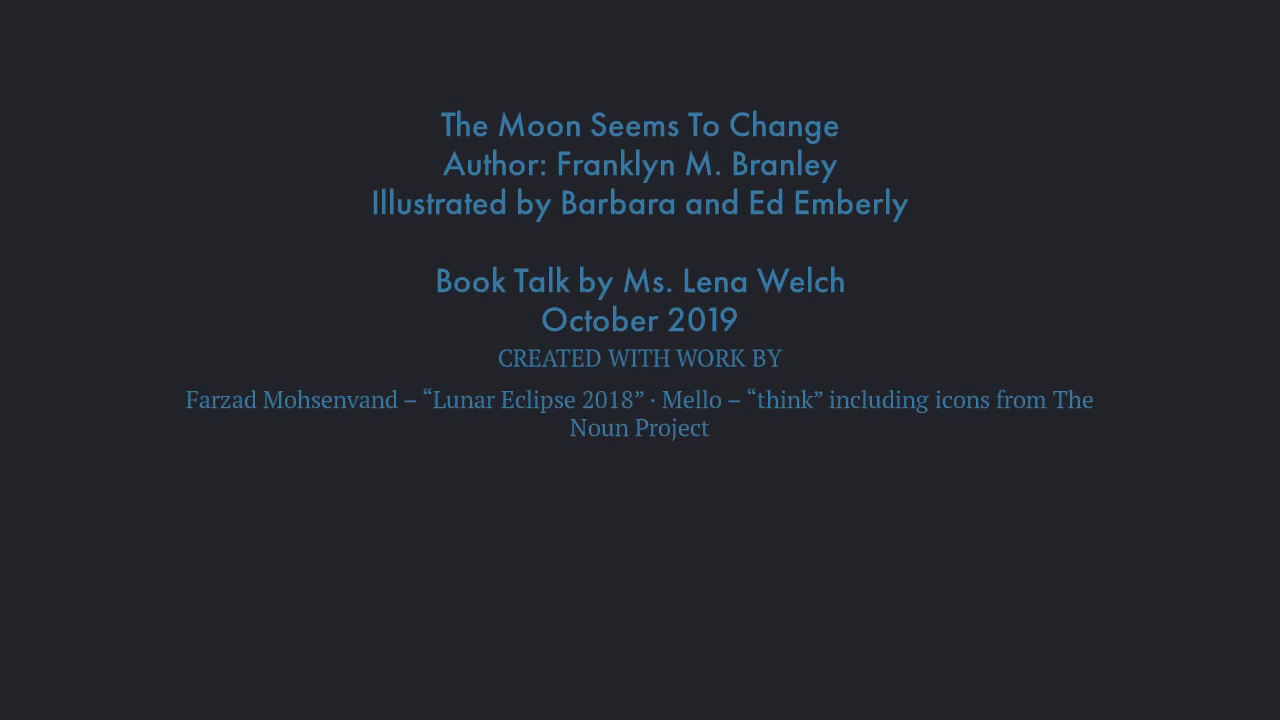 The Moon Seems To Change
Author: Franklyn M. Branley
Illustrated by Barbara and Ed Emberly
Book Talk by Ms. Lena Welch
October 2019
CREATED WITH WORK BY
Farzad Mohsenvand – “Lunar Eclipse 2018” · Mello – “think” including icons from The
Noun Project